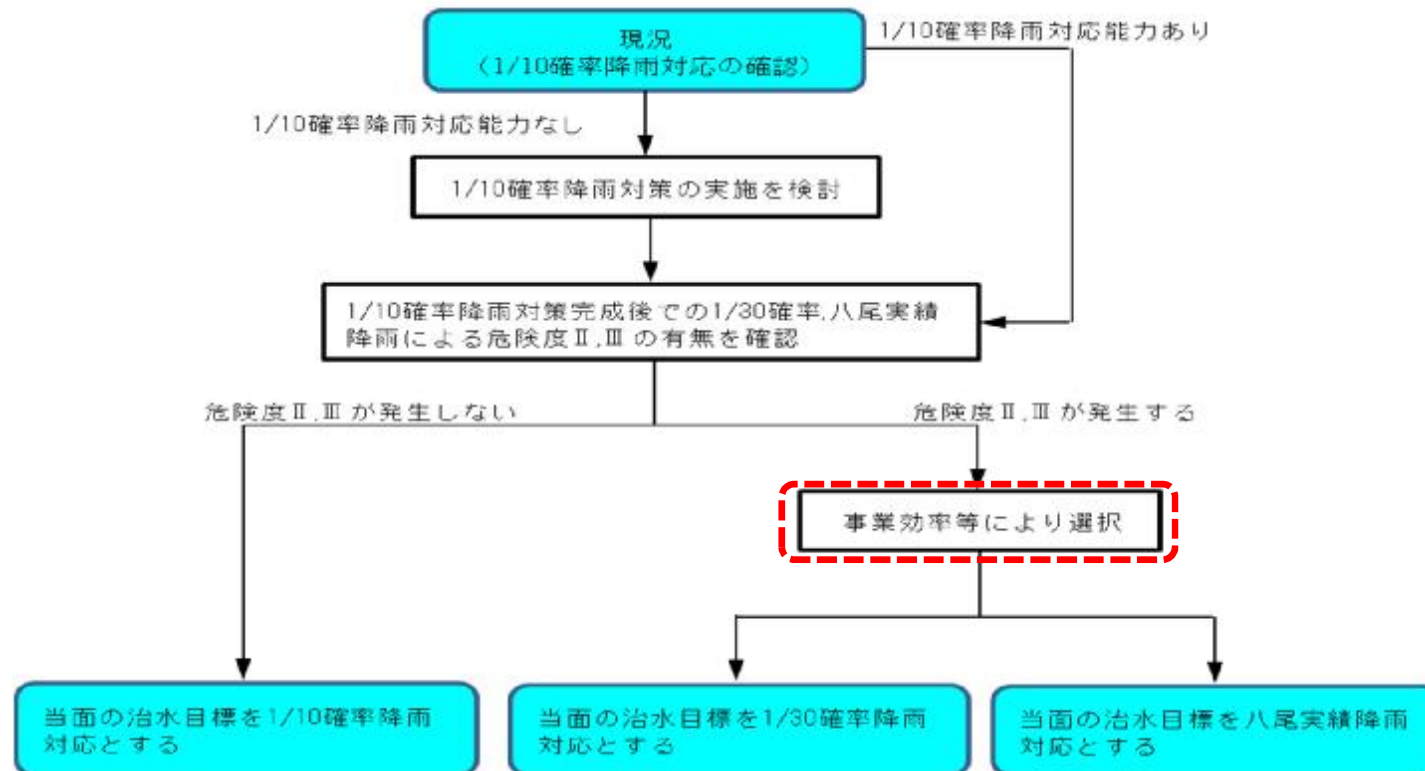 現況
（1/10確率降雨対応の確認）
1/10確率降雨対応能力あり
1/10確率降雨対応能力なし
1/10確率降雨対策の実施を検討
1/10確率降雨対策完成後での1/30確率,八尾実績
降雨による危険度Ⅱ,Ⅲの有無を確認
危険度Ⅱ,Ⅲが発生しない
危険度Ⅱ,Ⅲが発生する
事業効率等により選択
当面の治水目標を1/10確率降雨
対応とする
当面の治水目標を1/30確率降雨
対応とする
当面の治水目標を八尾実績降雨
対応とする